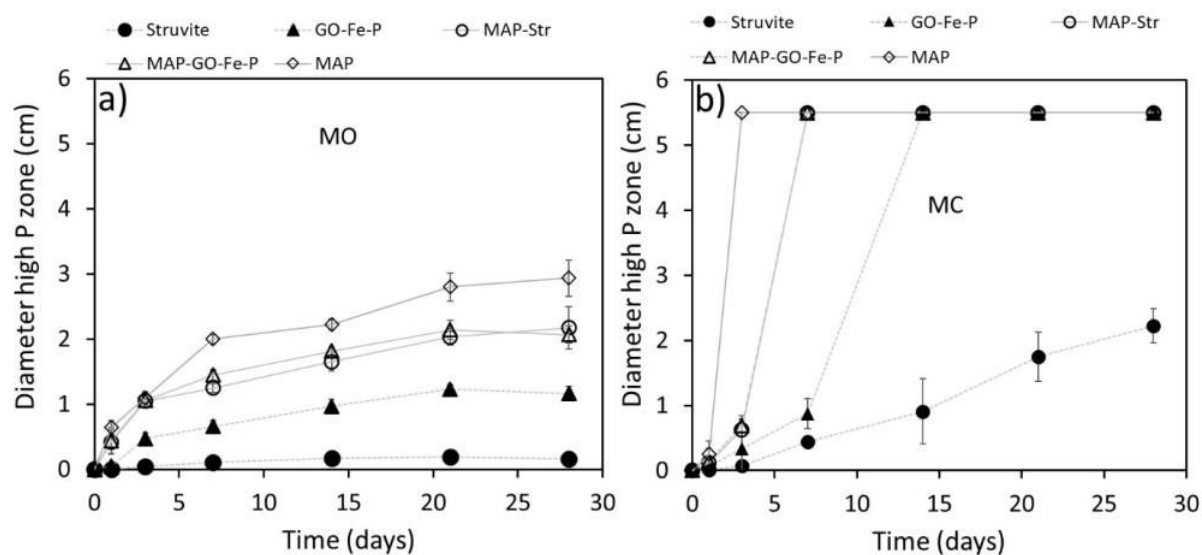 Struvite GO-Fe-P MAP-Str
MAP-GO-Fe-P MAP
a)
MO
Diameter high P zone (cm)
6
5
4
3
2
1
0
0 5 10 15 20 25 30
Time (days)
Struvite GO-Fe-P MAP-Str
MAP-GO-Fe-P MAP
b)
MC
Diameter high P zone (cm)
6
5
4
3
2
1
0
0 5 10 15 20 25 30
Time (days)